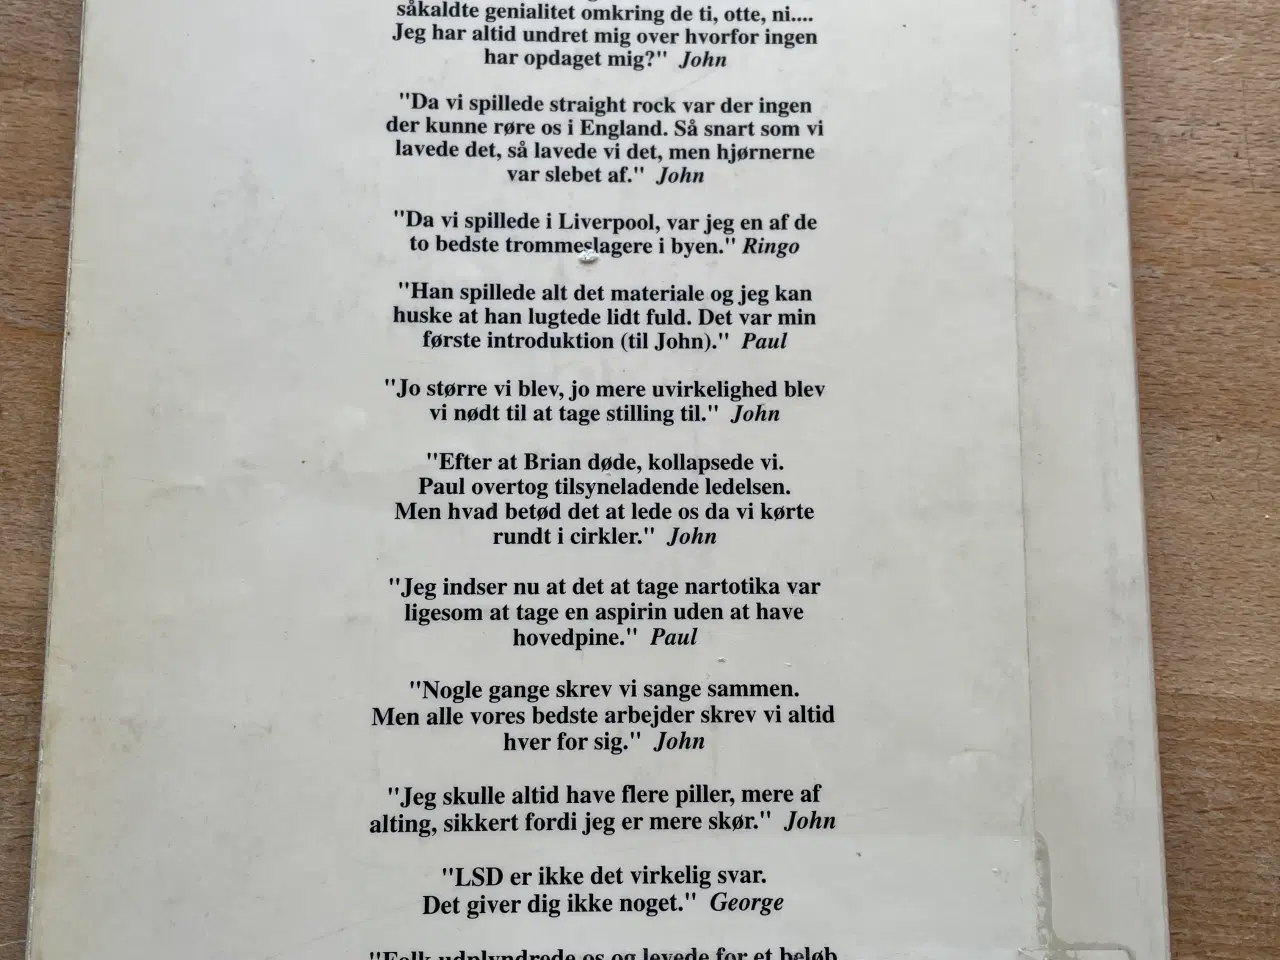 såkaldte genialitet omkring de ti, otte, ni....
Jeg har altid undret mig over hvorfor ingen
har opdaget mig?" John
"Da vi spillede straight rock var der ingen
der kunne røre os i England. Så snart som vi
lavede det, så lavede vi det, men hjørnerne
var slebet af." John
"Da vi spillede i Liverpool, var jeg en af de
to bedste trommeslagere i byen." Ringo
"Han spillede alt det materiale og jeg kan
huske at han lugtede lidt fuld. Det var min
første introduktion (til John)." Paul
"Jo større vi blev, jo mere uvirkelighed blev
vi nødt til at tage stilling til." John
"Efter at Brian døde, kollapsede vi.
Paul overtog tilsyneladende ledelsen.
Men hvad betød det at lede os da vi kørte
rundt i cirkler." John
"Jeg indser nu at det at tage nartotika var
ligesom at tage en aspirin uden at have
hovedpine." Paul
"Nogle gange skrev vi sange sammen.
Men alle vores bedste arbejder skrev vi altid
hver for sig." John
"Jeg skulle altid have flere piller, mere af
alting, sikkert fordi jeg er mere skør." John
"LSD er ikke det virkelig svar.
Det giver dig ikke noget." George
"Folk udplyndrede os og levede for et beløb